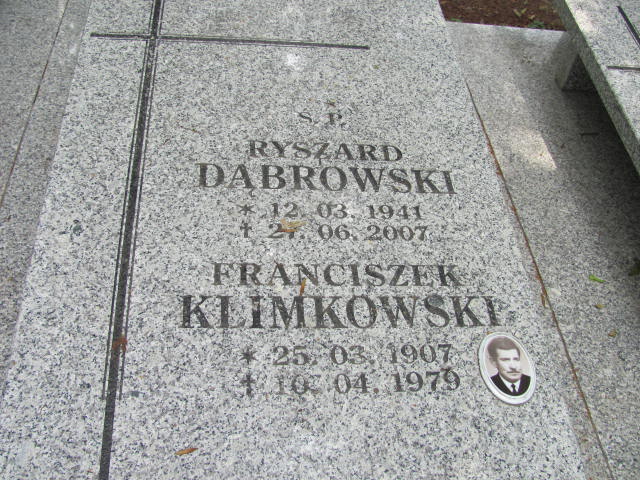 Ś. P.
RYSZARD
DĄBROWSKI
* 12. 03. 1941
† 27. 06. 2007
FRANCISZEK
KLIMKOWSKI
* 25. 03. 1907
† 10. 04. 1979